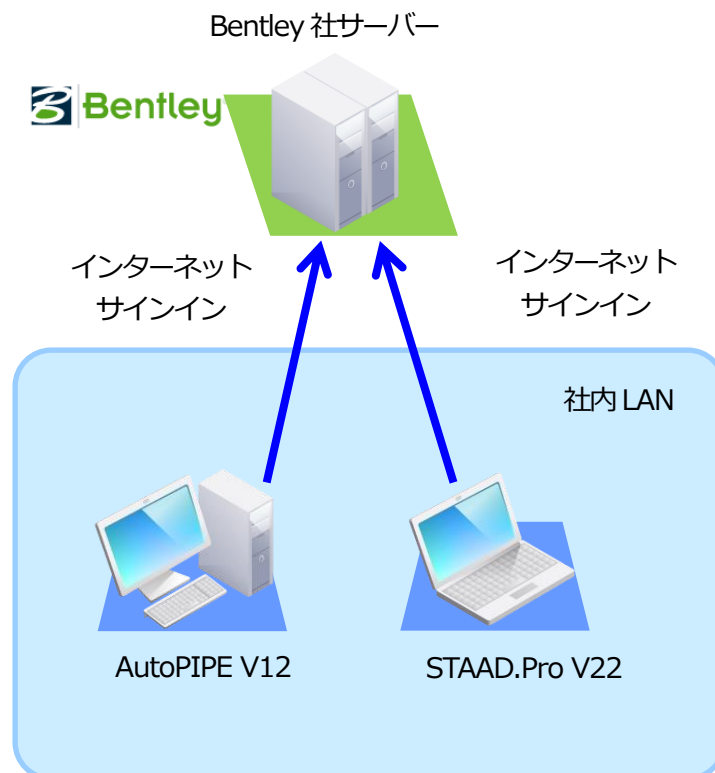 Bentley 社サーバー
Bentley
インターネット
サインイン
インターネット
サインイン
社内 LAN
AutoPIPE V12
STAAD.Pro V22